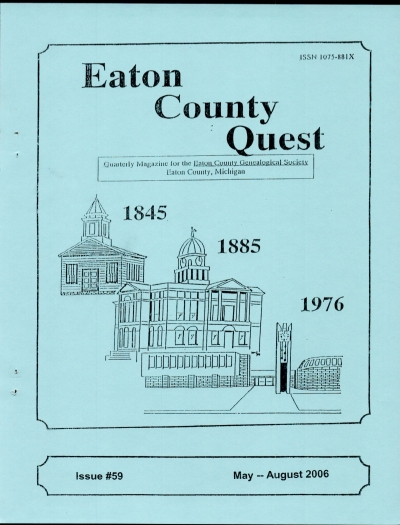 ISSN 1075-881X
Eaton
County
Quest
Quarterly Magazine for the Eaton County Genealogical Society
Eaton County, Michigan
1845
1885
1976
Issue #59
May -- August 2006